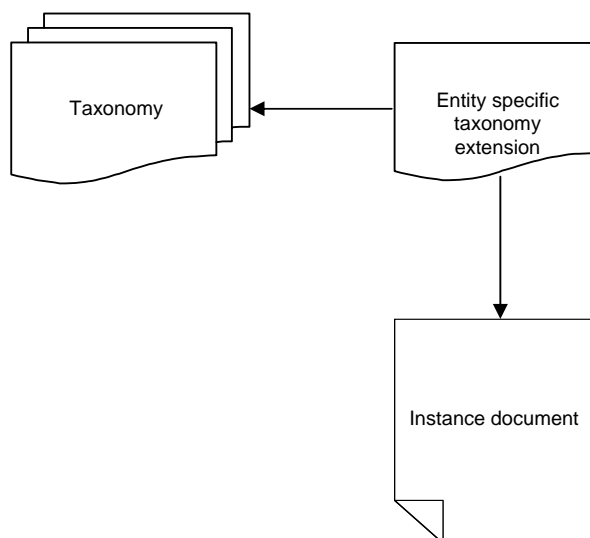 Taxonomy
Entity specific
taxonomy
extension
Instance document